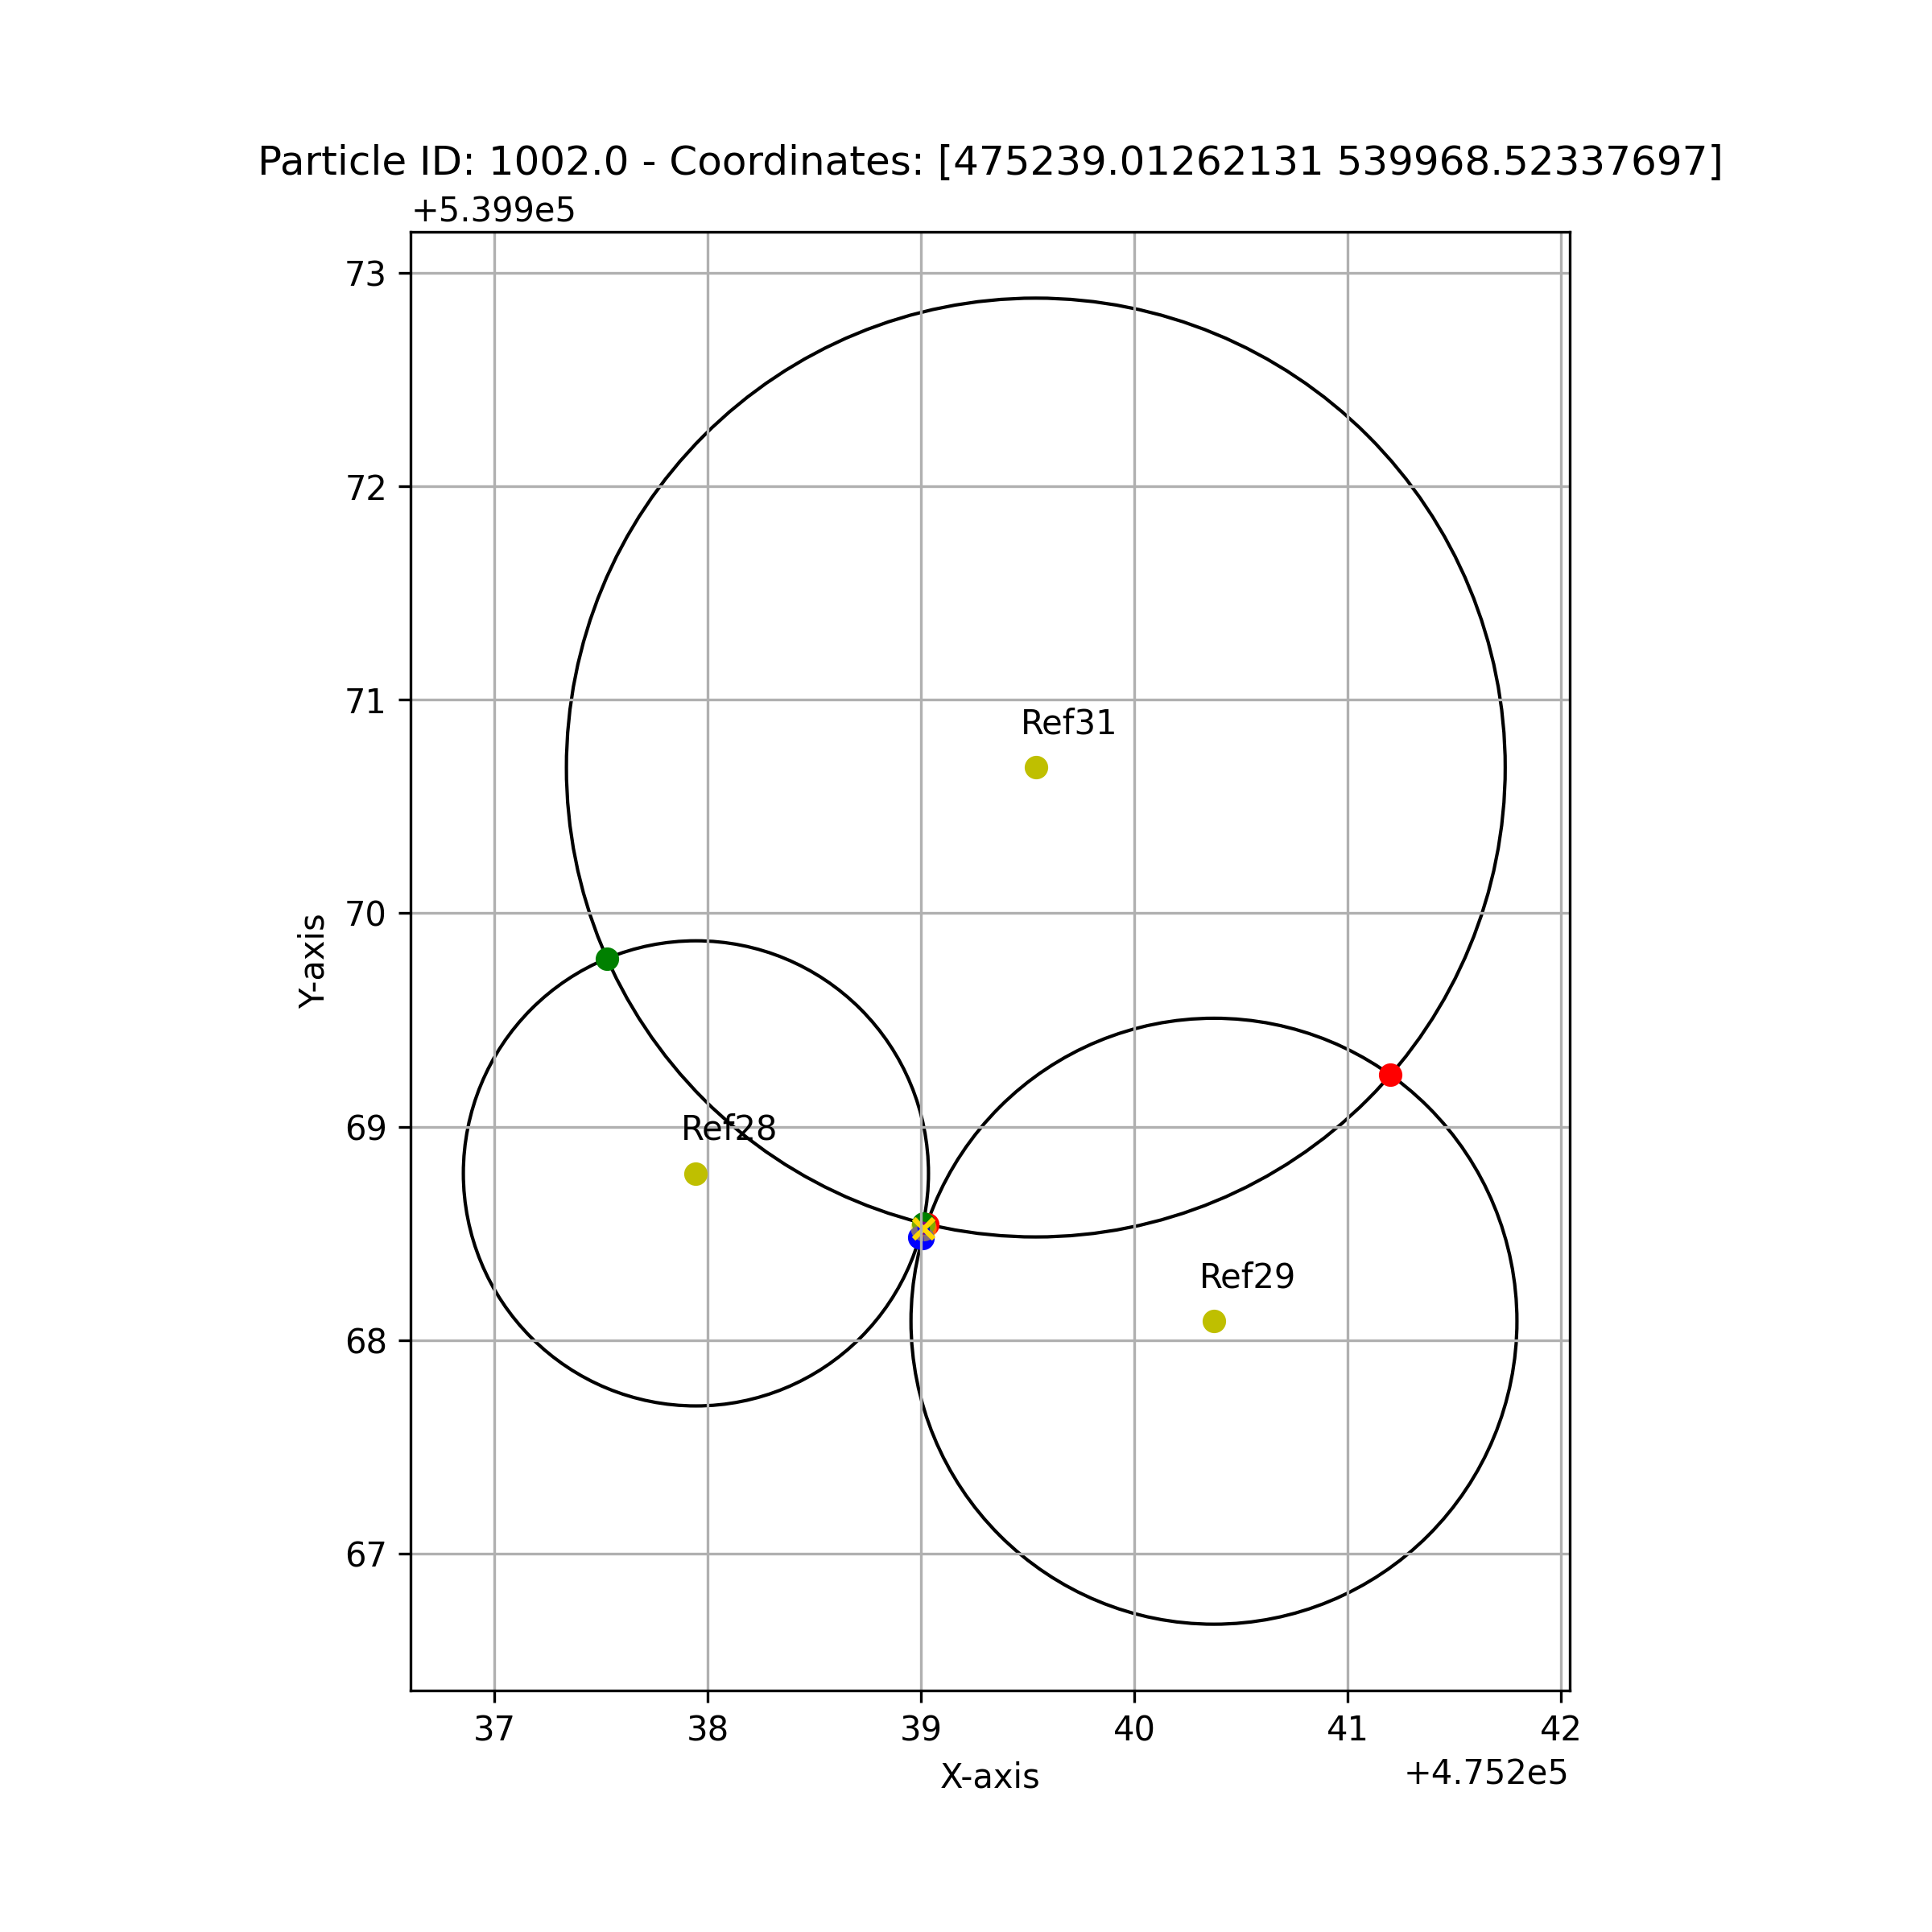 Particle ID: 1002.0 - Coordinates: [475239.01262131 539968.52337697]
+5.399e5
73
72
71
70
69
68
67
Y-axis
Ref31
Ref28
Ref29
37 38 39 40 41 42
X-axis
+4.752e5